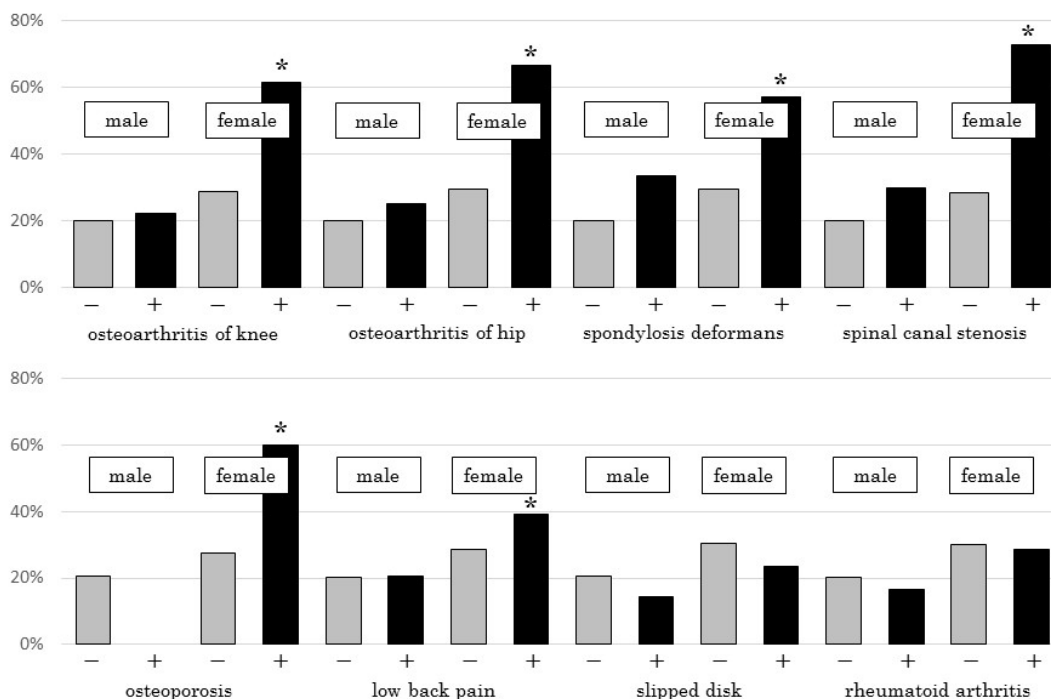 80%
* * * *
60%
male female male female male female male female
40%
20%
0%
− + − + − + − + − + − + − + − +
osteoarthritis of knee osteoarthritis of hip spondylosis deformans spinal canal stenosis
80%
*
60%
male female male female male female male female
*
40%
20%
0%
− + − + − + − + − + − + − + − +
osteoporosis low back pain slipped disk rheumatoid arthritis